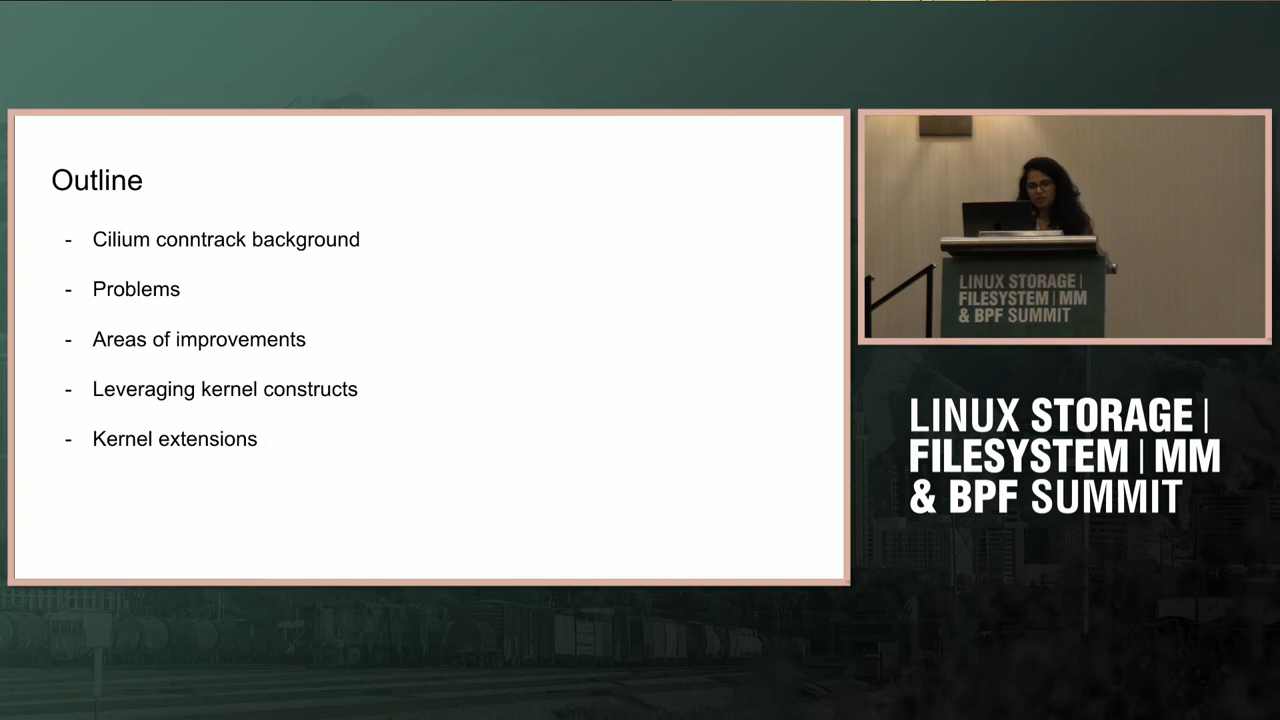 Outline
- Cilium conntrack background
- Problems
- Areas of improvements
- Leveraging kernel constructs
- Kernel extensions
LINUX STORAGE |
FILESYSTEM | MM
& BPF SUMMIT
LINUX STORAGE |
FILESYSTEM | MM
& BPF SUMMIT